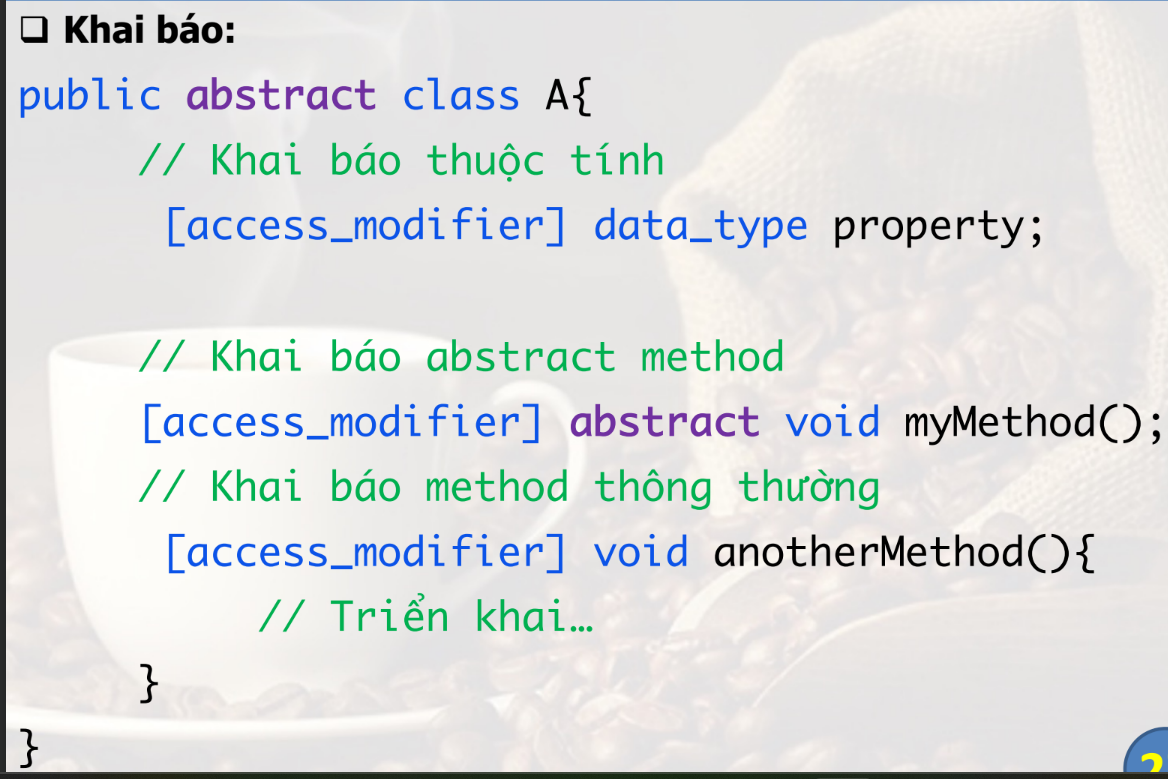 ❑ Khai báo:
public abstract class A{
// Khai báo thuộc tính
[access_modifier] data_type property;
// Khai báo abstract method
[access_modifier] abstract void myMethod();
// Khai báo method thông thường
[access_modifier] void anotherMethod(){
// Triển khai…
}
}
2